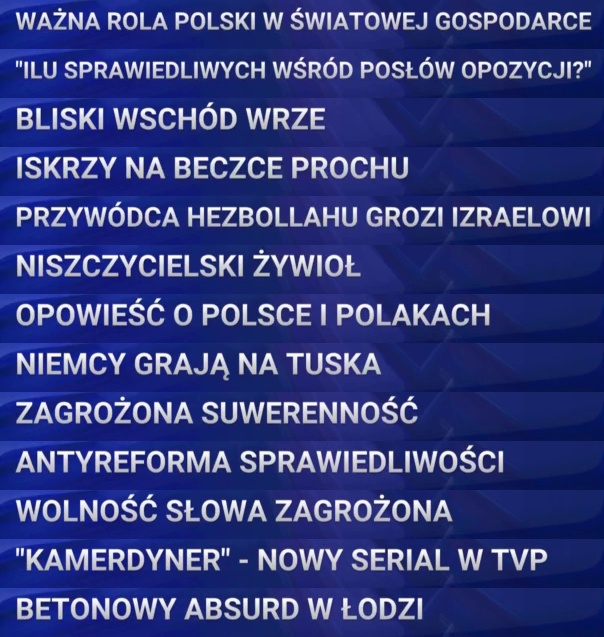 WAŻNA ROLA POLSKI W ŚWIATOWEJ GOSPODARCE
"ILU SPRAWIEDLIWYCH WŚRÓD POSŁÓW OPOZYCJI?"
BLISKI WSCHÓD WRZE
ISKRZY NA BECZCE PROCHU
PRZYWÓDCA HEZBOLLAHU GROZI IZRAELOWI
NISZCZYCIELSKI ŻYWIOŁ
OPOWIEŚĆ O POLSCE I POLAKACH
NIEMCY GRAJĄ NA TUSKA
ZAGROŻONA SUWERENNOŚĆ
ANTYREFORMA SPRAWIEDLIWOŚCI
WOLNOŚĆ SŁOWA ZAGROŻONA
"KAMERDYNER" - NOWY SERIAL W TVP
BETONOWY ABSURD W ŁODZI